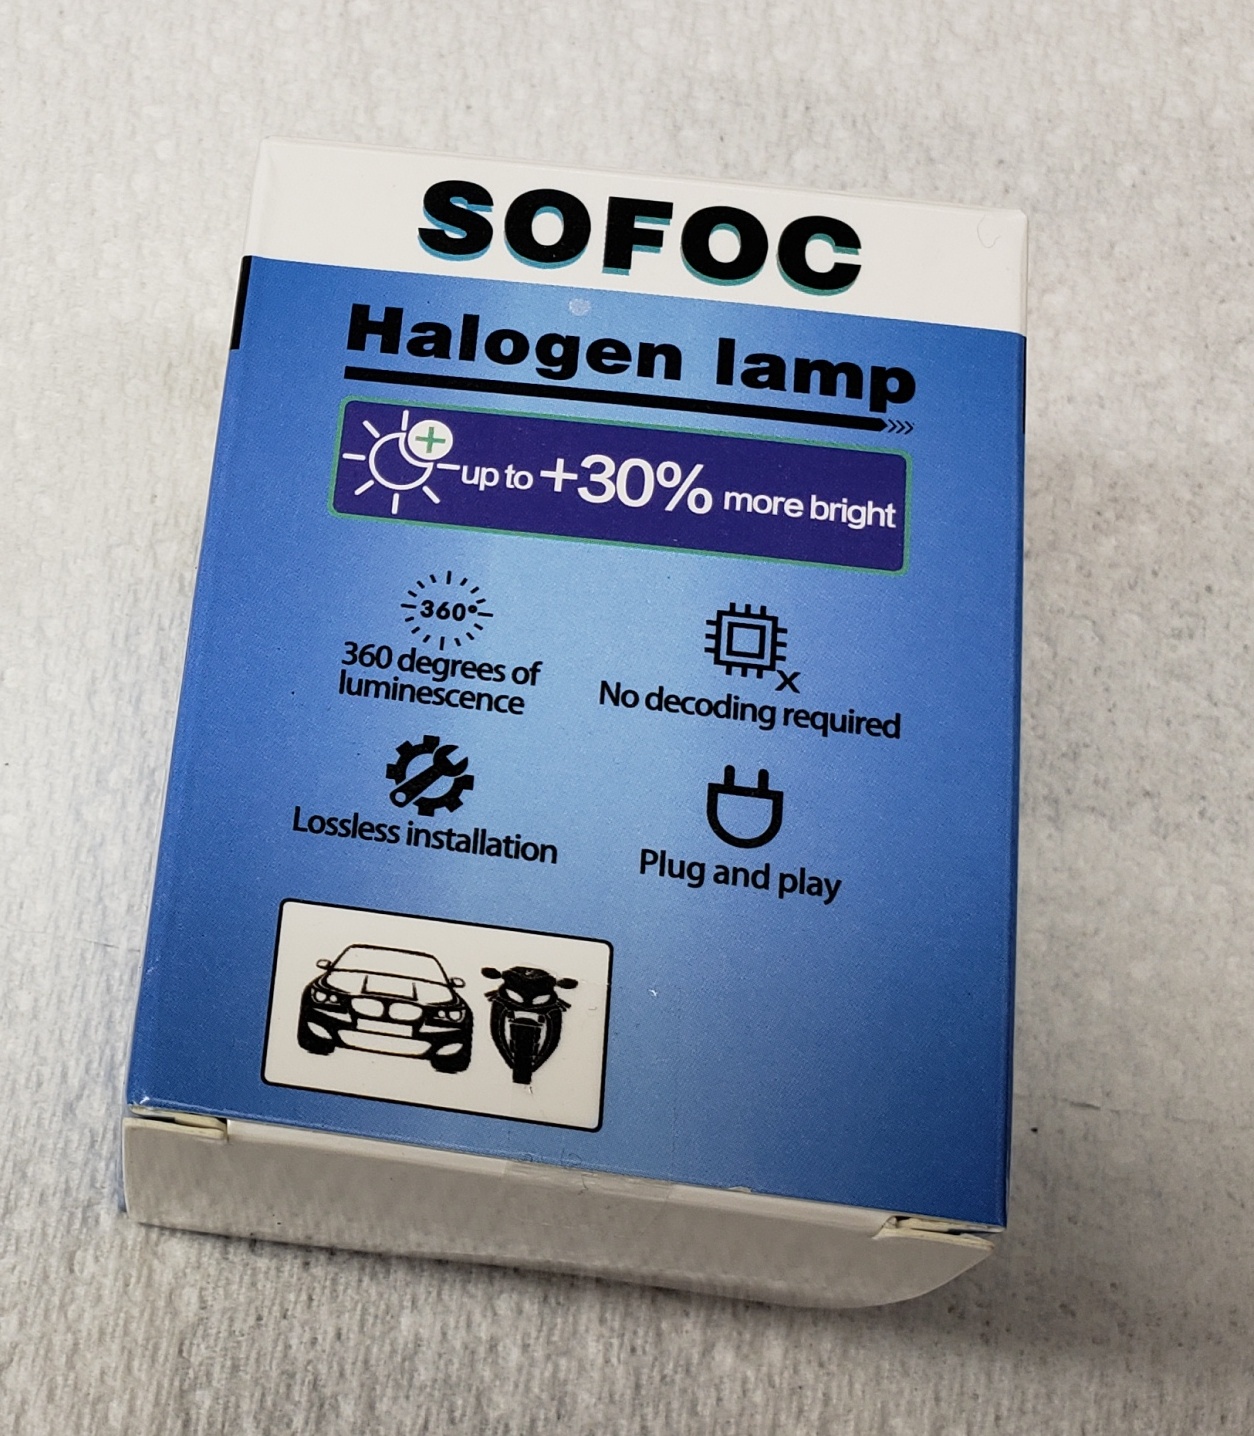 SOFOC
Halogen lamp
up to +30% more bright
360°
360 degrees of
luminescence
No decoding required
Lossless installation
Plug and play